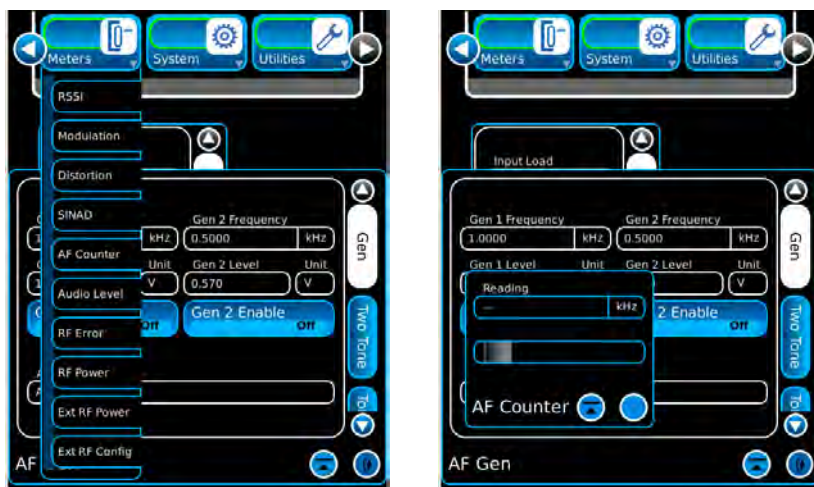 Meters
System
Utilities
RSSI
Modulation
Distortion
SINAD
AF Counter
Audio Level
RF Error
RF Power
Ext RF Power
Ext RF Config
Gen 2 Frequency
kHz
0.5000
kHz
Unit
Gen 2 Level
Unit
V
0.570
V
Off
Gen 2 Enable
Off
Gen
Two Tone
To
AF
Meters
System
Utilities
Input Load
Gen 1 Frequency
Gen 2 Frequency
1.0000
kHz
0.5000
kHz
Gen 1 Level
Unit
Gen 2 Level
Unit
V
Reading
--
kHz
2 Enable
Off
AF Counter
Gen
Two Tone
To
AF Gen